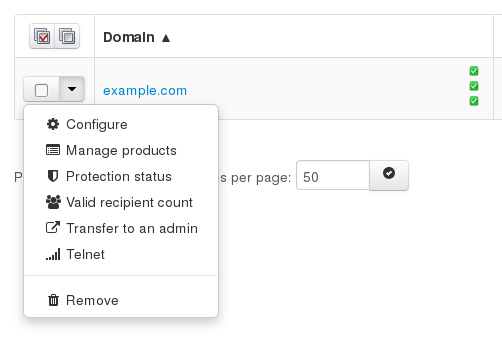 Domain ▲
example.com
Configure
Manage products
Protection status
P
s per page: 50
Valid recipient count
Transfer to an admin
Telnet
Remove